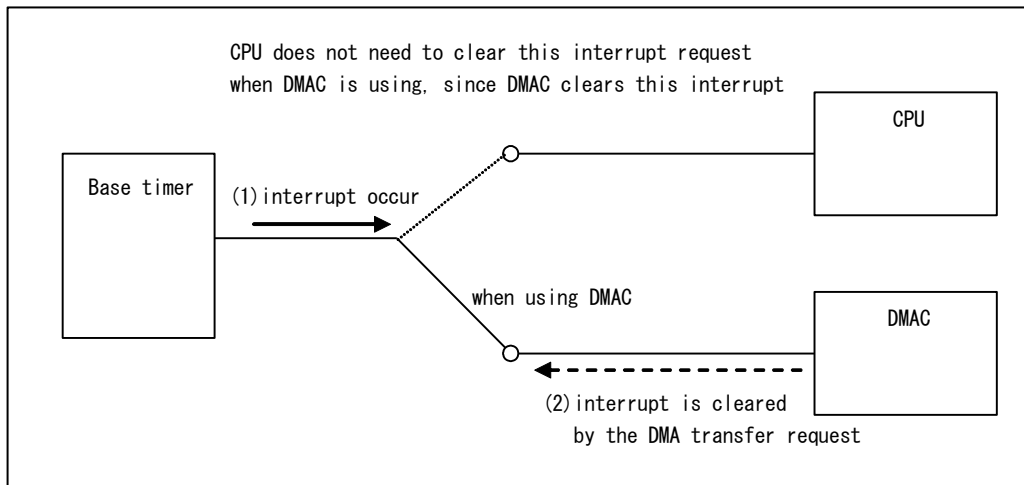 CPU does not need to clear this interrupt request
when DMAC is using, since DMAC clears this interrupt
CPU
Base timer
(1)interrupt occur
when using DMAC
DMAC
(2)interrupt is cleared
by the DMA transfer request